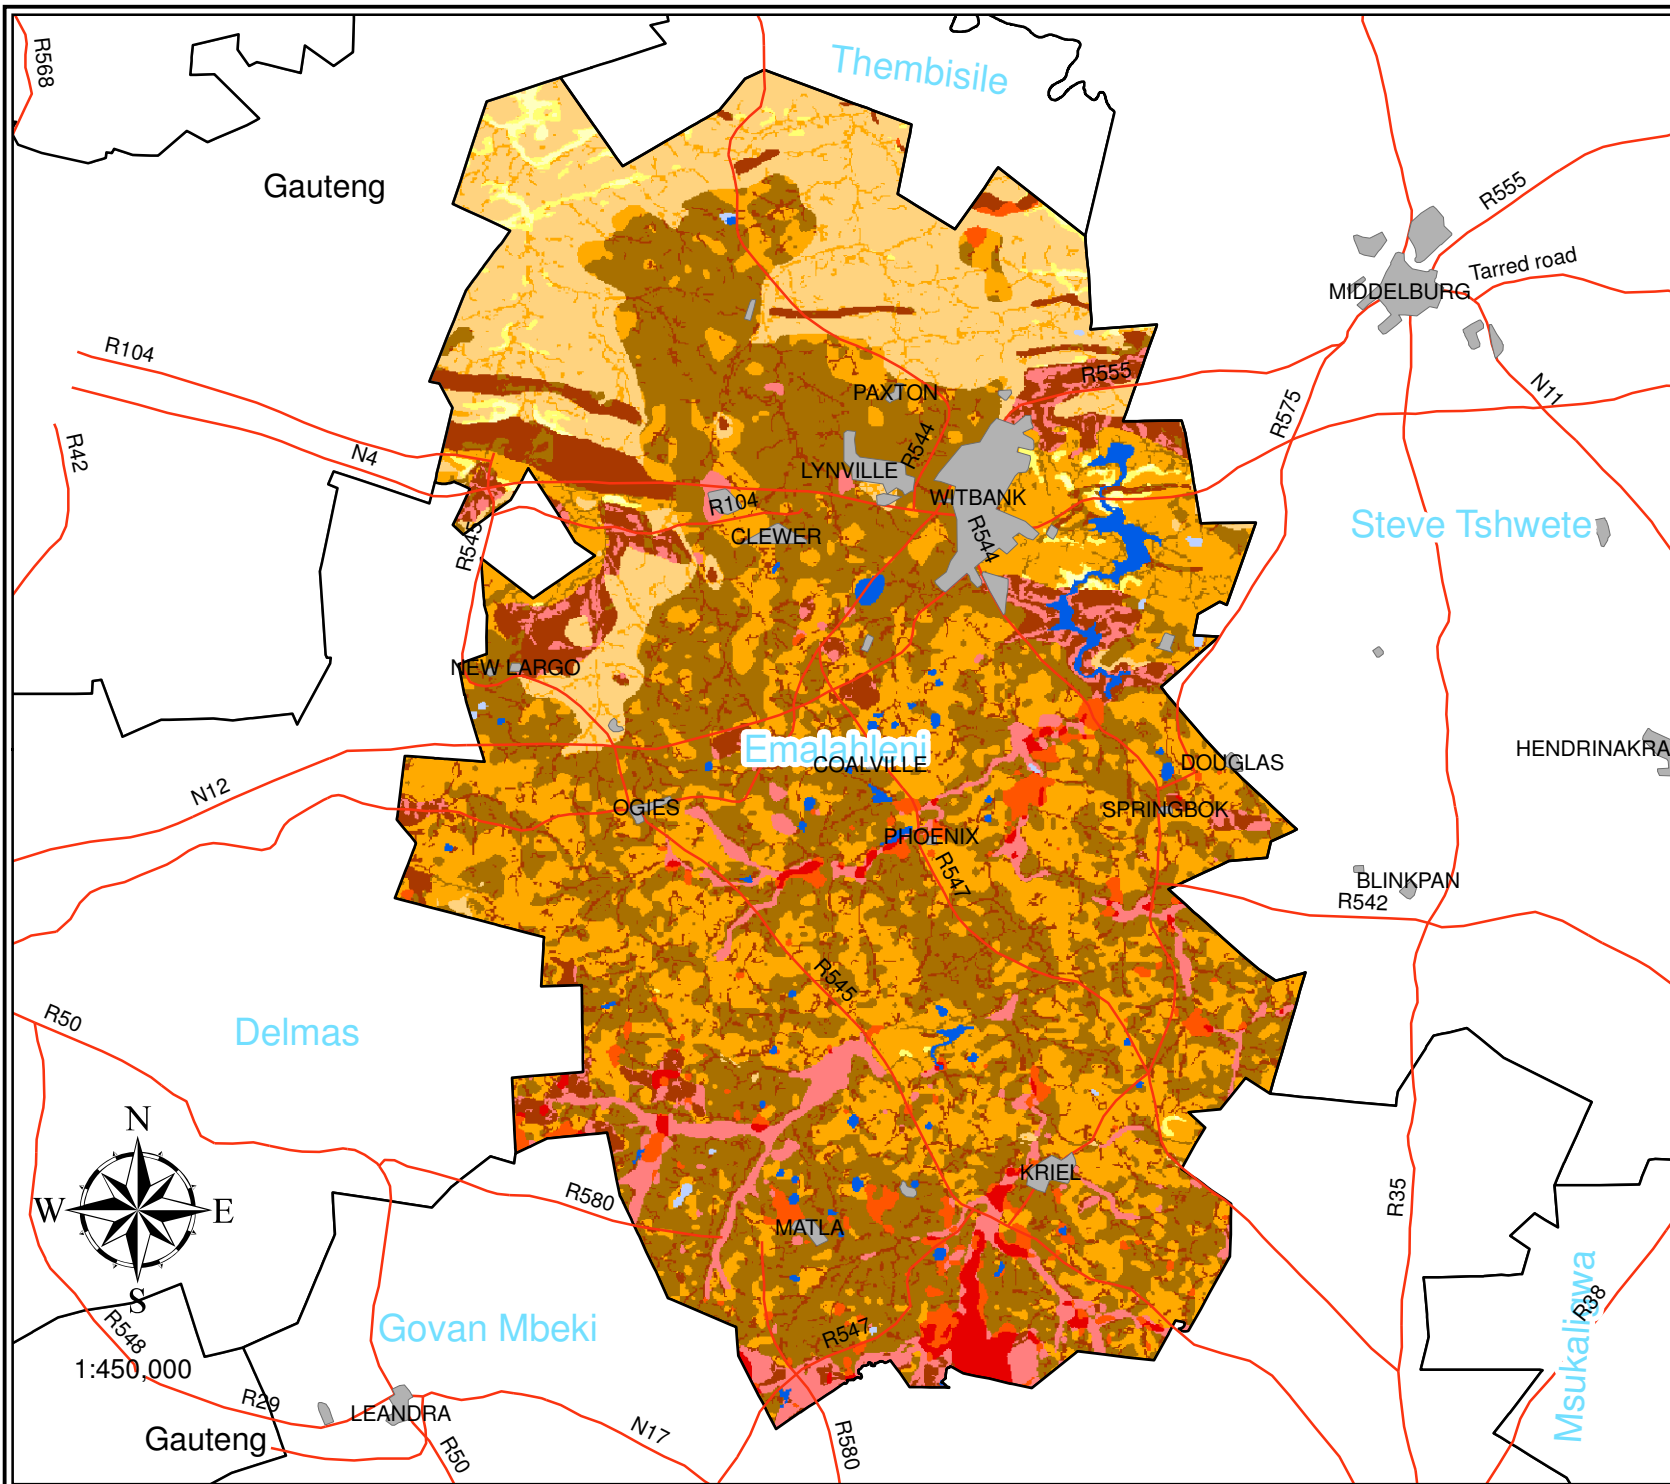 R568
Thembisile
Gauteng
R555
Tarred road
MIDDELBURG
R104
R555
N11
PAXTON
R575
R42
N4
R544
LYNVILLE
WITBANK
R104
Steve Tshwete
CLEWER
R544
R545
NEW LARGO
Emalahleni
HENDRINAKRA
COALVILLE
DOUGLAS
N12
OGIES
SPRINGBOK
PHOENIX
R547
BLINKPAN
R542
R545
R50
Delmas
N
KRIEL
W
E
R580
R35
MATLA
S
Msukaligwa
R38
Govan Mbeki
R548
R547
1:450,000
R29
LEANDRA
Gauteng
N17
R50
R580